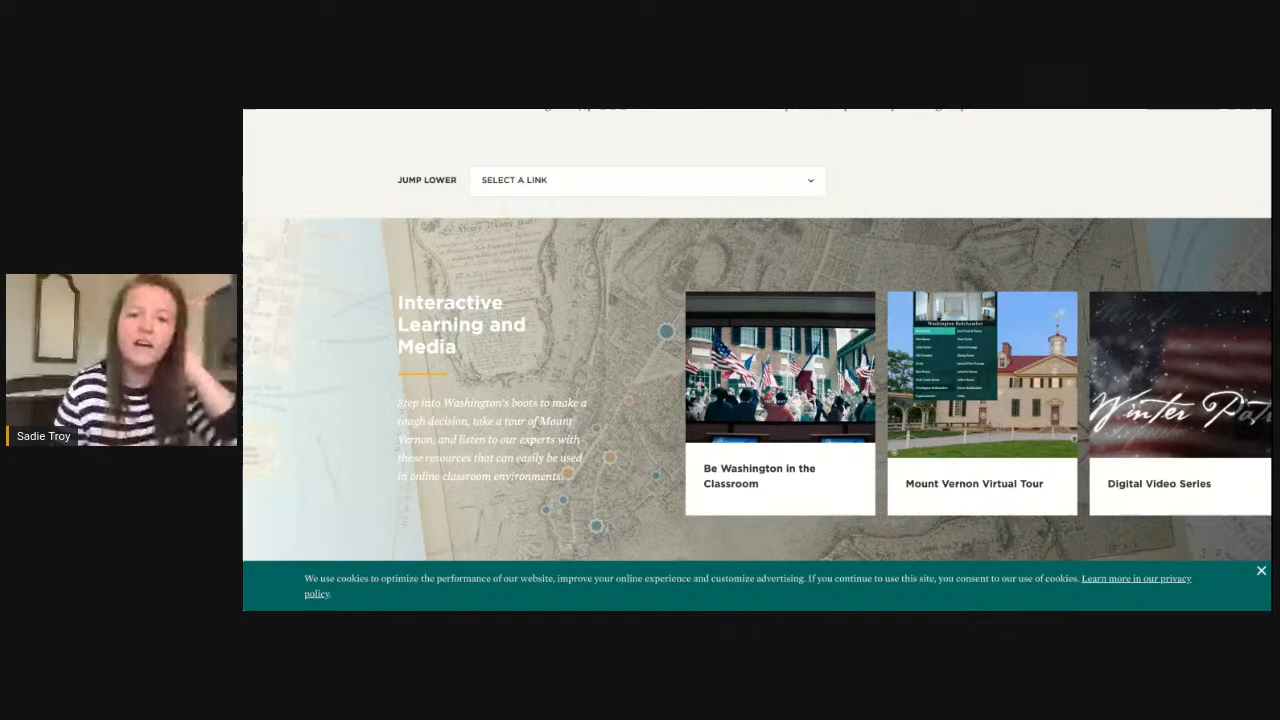 JUMP LOWER
SELECT A LINK
Interactive
Learning and
Media
Step into Washington's boots to make a
tough decision, take a tour of Mount
Vernon, and listen to our experts with
these resources that can easily be used
in online classroom environments.
Washington Bedchamber
Winter
Be Washington in the
Classroom
Mount Vernon Virtual Tour
Digital Video Series
Sadie Troy
We use cookies to optimize the performance of our website, improve your online experience and customize advertising. If you continue to use this site, you consent to our use of cookies. Learn more in our privacy
policy.